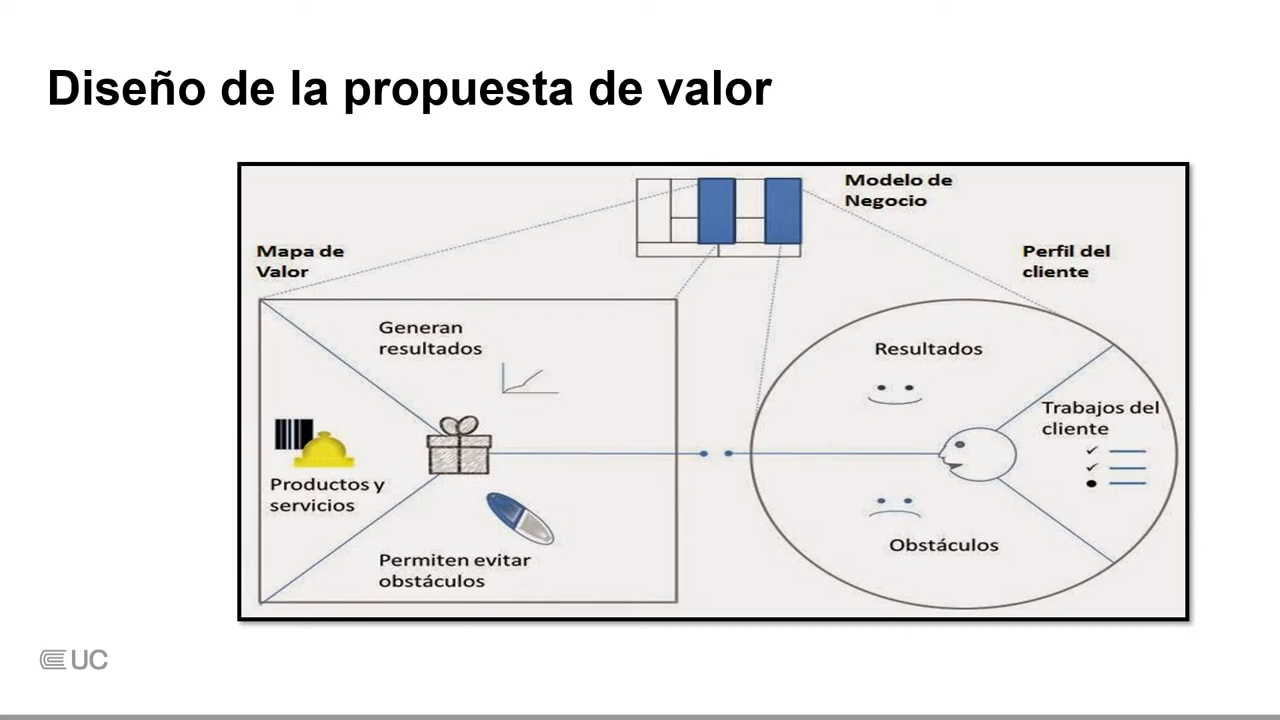 Diseño de la propuesta de valor
Modelo de
Negocio
Mapa de
Valor
Perfil del
cliente
Generan
resultados
Resultados
Trabajos del
cliente
Productos y
servicios
Permiten evitar
obstáculos
Obstáculos
UC